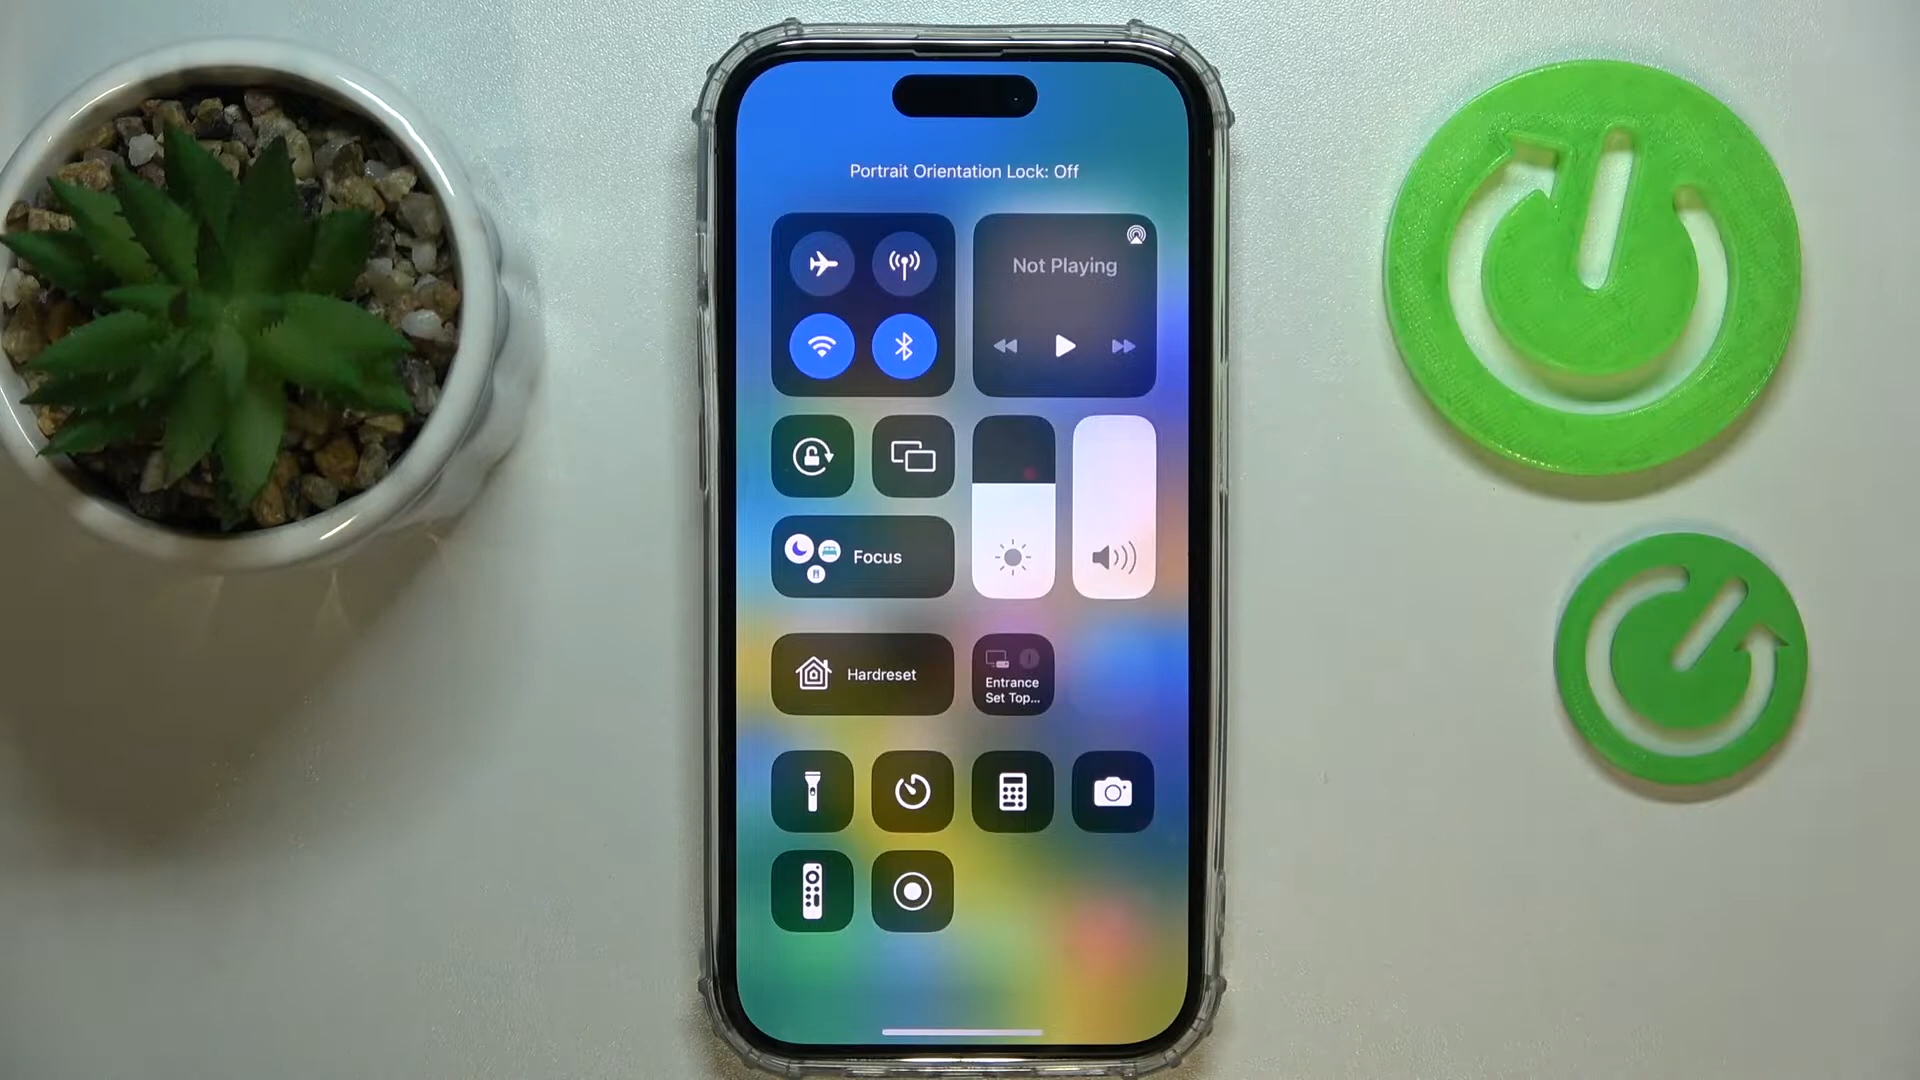 Portrait Orientation Lock: Off
Not Playing
Focus
Hardreset
Entrance
Set Top...